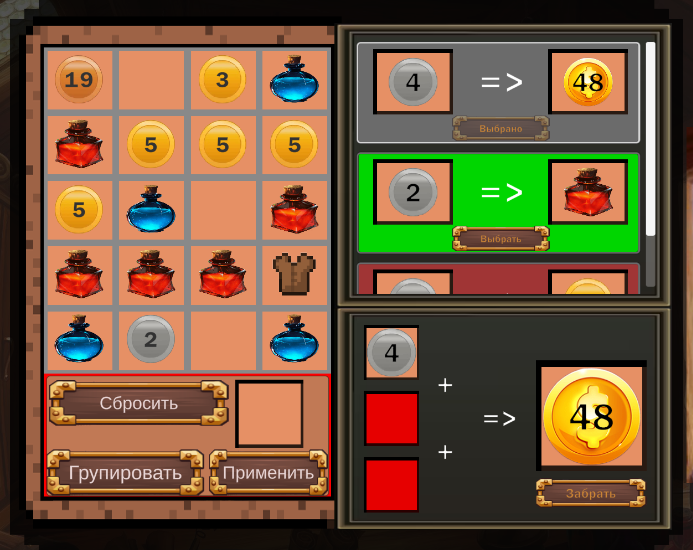 19 3
5 5 5
5
2
Сбросить
Групировать Применить
4 => 48
Выбрано
2 =>
Выбрать
4
+
=> 48
+
Забрать